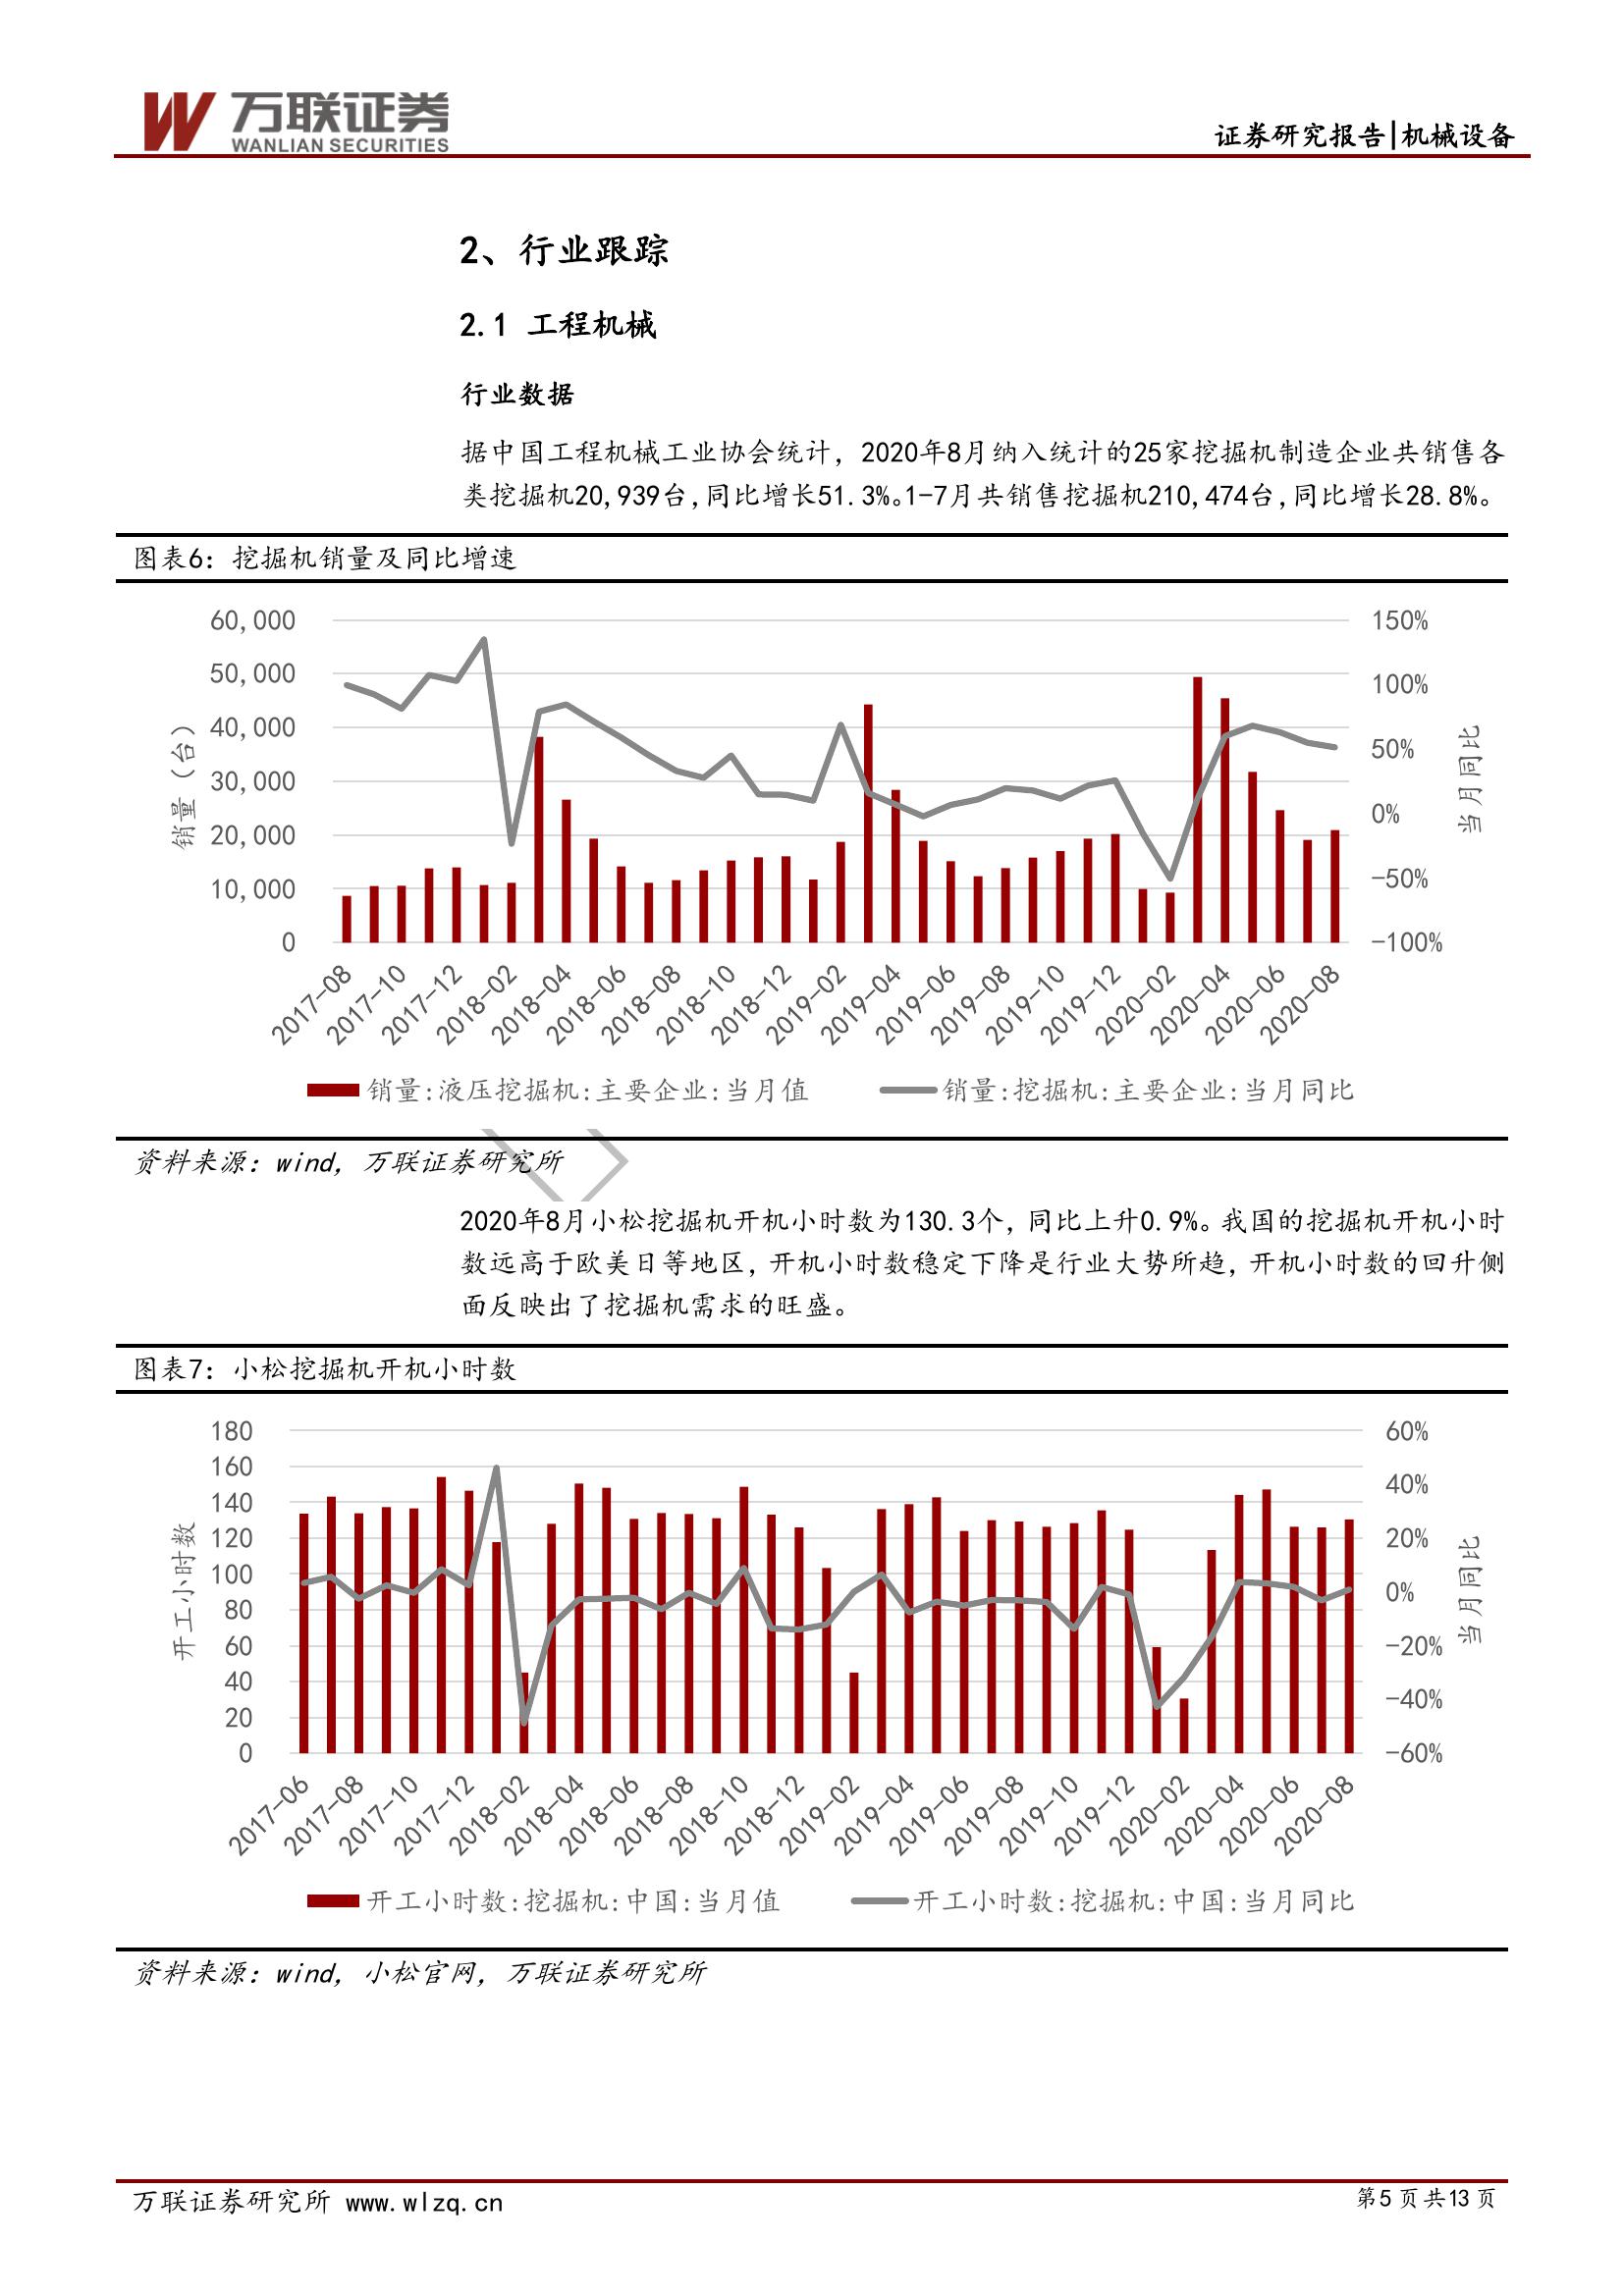 万联证券
WANLIAN SECURITIES
证券研究报告|机械设备
2、行业跟踪
2.1 工程机械
行业数据
据中国工程机械工业协会统计，2020年8月纳入统计的25家挖掘机制造企业共销售各
类挖掘机20,939台,同比增长51.3%。1-7月共销售挖掘机210,474台,同比增长28.8%。
图表6：挖掘机销量及同比增速
60,000
50,000
40,000
30,000
20,000
10,000
0
销量（台）
150%
100%
50%
0%
-50%
-100%
当月同比
2017-08
2017-10
2017-12
2018-02
2018-04
2018-06
2018-08
2018-10
2018-12
2019-02
2019-04
2019-06
2019-08
2019-10
2019-12
2020-02
2020-04
2020-06
2020-08
销量:液压挖掘机:主要企业:当月值
销量:挖掘机:主要企业:当月同比
资料来源：wind，万联证券研究所
2020年8月小松挖掘机开机小时数为130.3个，同比上升0.9%。我国的挖掘机开机小时
数远高于欧美日等地区，开机小时数稳定下降是行业大势所趋，开机小时数的回升侧
面反映出了挖掘机需求的旺盛。
图表7：小松挖掘机开机小时数
180
160
140
120
100
80
60
40
20
0
开工小时数
60%
40%
20%
0%
-20%
-40%
-60%
当月同比
2017-06
2017-08
2017-10
2017-12
2018-02
2018-04
2018-06
2018-08
2018-10
2018-12
2019-02
2019-04
2019-06
2019-08
2019-10
2019-12
2020-02
2020-04
2020-06
2020-08
开工小时数:挖掘机:中国:当月值
开工小时数:挖掘机:中国:当月同比
资料来源：wind，小松官网，万联证券研究所
万联证券研究所 www.wlzq.cn
第5页共13页